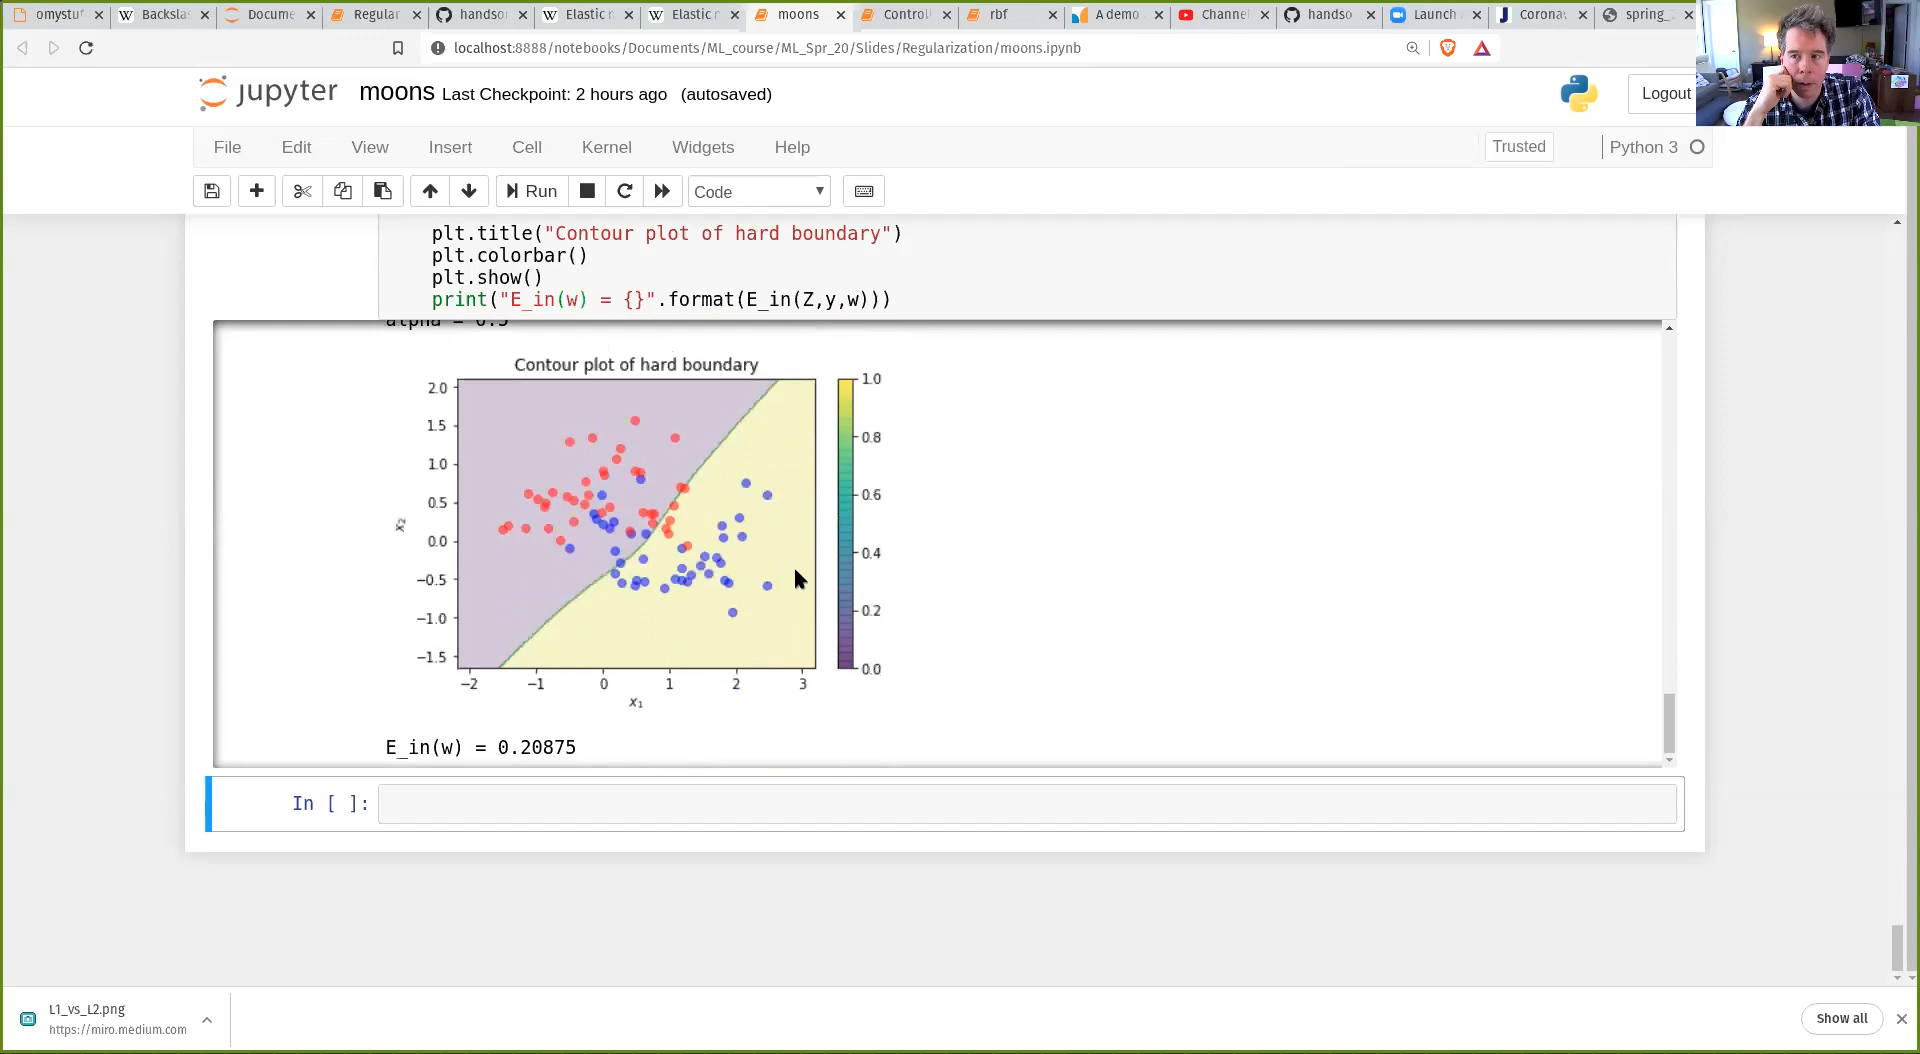 omystu
Backsla
Docume
Regular
handso
Elastic r
Elastic r
moons
Control
rbf
A demo
Channe
handso
Launch
Corona
spring_
localhost:8888/notebooks/Documents/ML_course/ML_Spr_20/Slides/Regularization/moons.ipynb
jupyter moons Last Checkpoint: 2 hours ago (autosaved)
Logout
File Edit View Insert Cell Kernel Widgets Help
Trusted
Python 3
Run
Code
plt.title("Contour plot of hard boundary")
plt.colorbar()
plt.show()
print("E_in(w) = {}".format(E_in(Z,y,w)))
alpha = 0.5
Contour plot of hard boundary
2.0
1.5
1.0
0.5
0.0
−0.5
−1.0
−1.5
x₂
−2 −1 0 1 2 3
x₁
1.0
0.8
0.6
0.4
0.2
0.0
E_in(w) = 0.20875
In [ ]:
L1_vs_L2.png
https://miro.medium.com
Show all